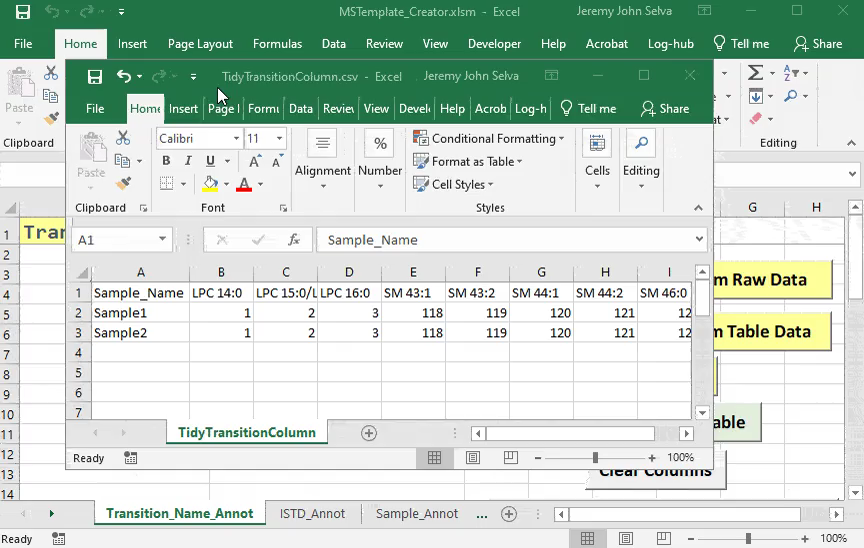 MSTemplate_Creator.xlsm - Excel Jeremy John Selva
File Home Insert Page Layout Formulas Data Review View Developer Help Acrobat Log-hub Tell me Share
TidyTransitionColumn.csv - Excel Jeremy John Selva
File Home Insert Page Formu Data Review View Devel Help Acrob Log-h Tell me Share
Paste
Clipboard
Paste
Clipboard
Calibri 11
B I U A A
A
Font
Alignment
%
Number
Conditional Formatting
Format as Table
Cell Styles
Styles
Cells
Editing
Editing
A1 fx Sample_Name
A B C D E F G H I
1 Sample_Name LPC 14:0 LPC 15:0/L LPC 16:0 SM 43:1 SM 43:2 SM 44:1 SM 44:2 SM 46:0
2 Sample1 1 2 3 118 119 120 121 12
3 Sample2 1 2 3 118 119 120 121 12
4
5
6
7
TidyTransitionColumn
Ready 100%
G H
1 Tran
2
3 m Raw Data
4
5
6 m Table Data
7
8
9
10 able
11
12
13 Clear Columns
14
Transition_Name_Annot ISTD_Annot Sample_Annot ...
Ready 100%